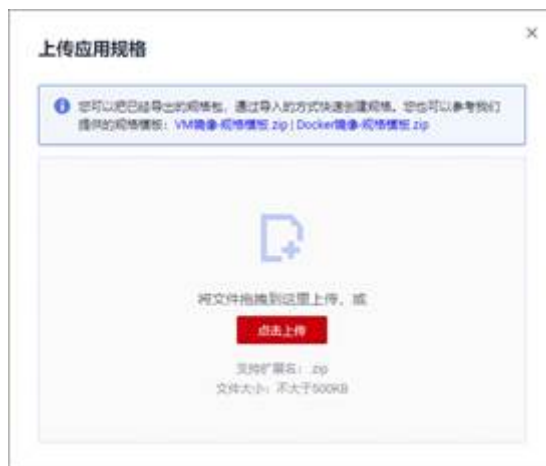 上传应用规格
您可以把已经导出的规格包，通过导入的方式快速创建规格。您也可以参考我们
提供的规格模板：VM镜像-规格模板.zip | Docker镜像-规格模板.zip
将文件拖拽到这里上传，或
点击上传
支持扩展名：.zip
文件大小：不大于500KB